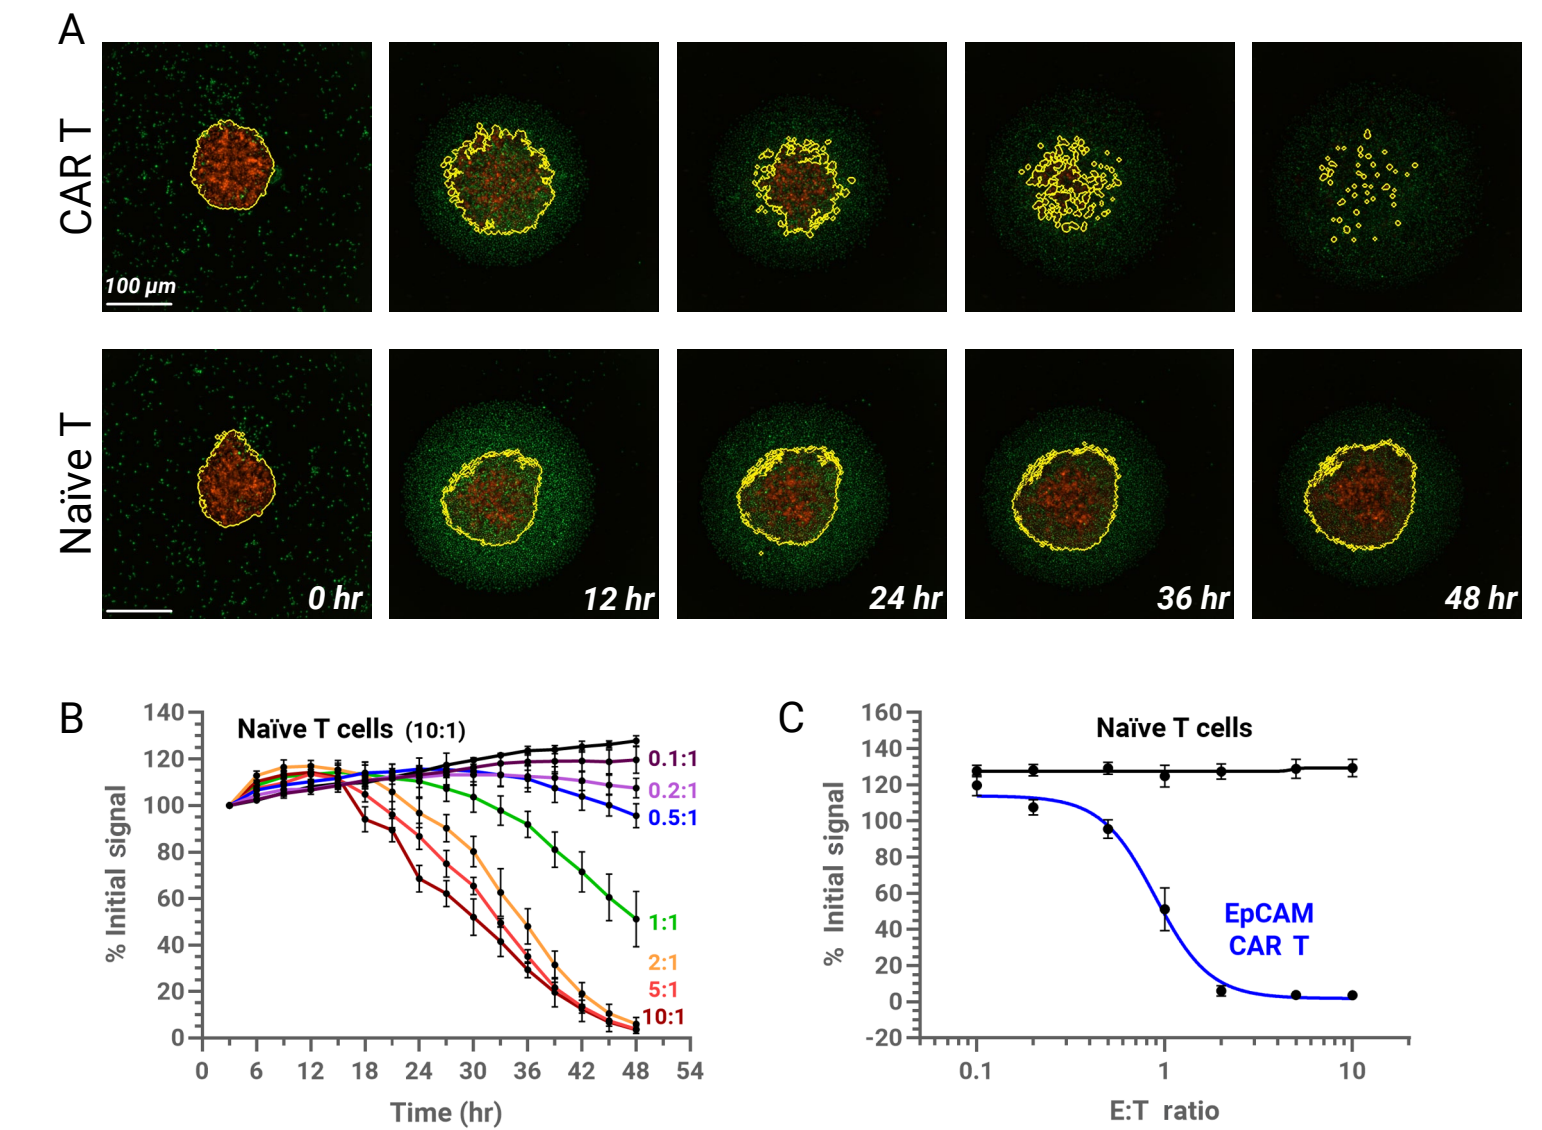 A
CAR T
100 µm
Naïve T
0 hr
12 hr
24 hr
36 hr
48 hr
B
% Initial signal
140
120
100
80
60
40
20
0
Naïve T cells (10:1)
0.1:1
0.2:1
0.5:1
1:1
2:1
5:1
10:1
0 6 12 18 24 30 36 42 48 54
Time (hr)
C
% Initial signal
160
140
120
100
80
60
40
20
0
-20
Naïve T cells
EpCAM
CAR T
0.1 1 10
E:T ratio